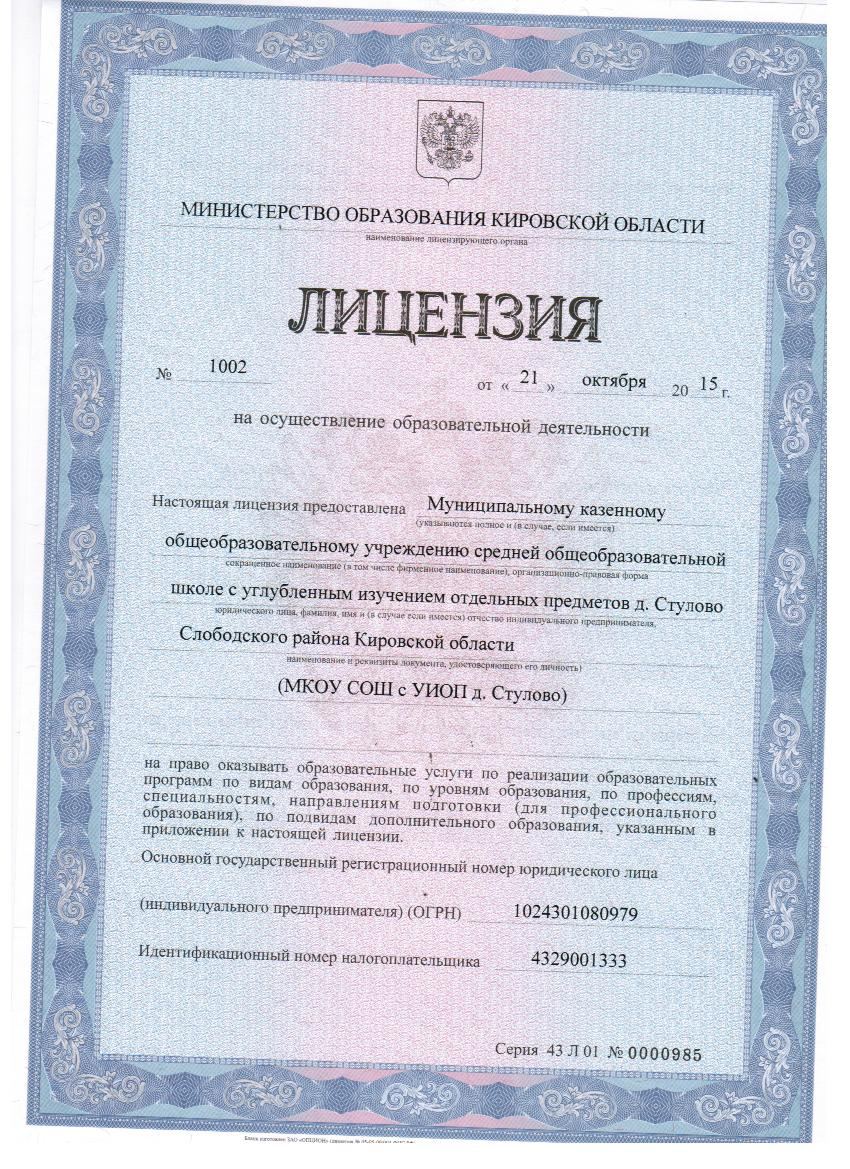 МИНИСТЕРСТВО ОБРАЗОВАНИЯ КИРОВСКОЙ ОБЛАСТИ
наименование лицензирующего органа
ЛИЦЕНЗИЯ
№ 1002 от « 21 » октября 20 15 г.
на осуществление образовательной деятельности
Настоящая лицензия предоставлена Муниципальному казенному
(указываются полное и (в случае, если имеется)
общеобразовательному учреждению средней общеобразовательной
сокращенное наименование (в том числе фирменное наименование), организационно-правовая форма
школе с углубленным изучением отдельных предметов д. Стулово
юридического лица, фамилия, имя и (в случае если имеется) отчество индивидуального предпринимателя,
Слободского района Кировской области
наименование и реквизиты документа, удостоверяющего его личность)
(МКОУ СОШ с УИОП д. Стулово)
на право оказывать образовательные услуги по реализации образовательных
программ по видам образования, по уровням образования, по профессиям,
специальностям, направлениям подготовки (для профессионального
образования), по подвидам дополнительного образования, указанным в
приложении к настоящей лицензии.
Основной государственный регистрационный номер юридического лица
(индивидуального предпринимателя) (ОГРН) 1024301080979
Идентификационный номер налогоплательщика 4329001333
Серия 43 Л 01 № 0000985
Бланк изготовлен ЗАО «ОПЦИОН»